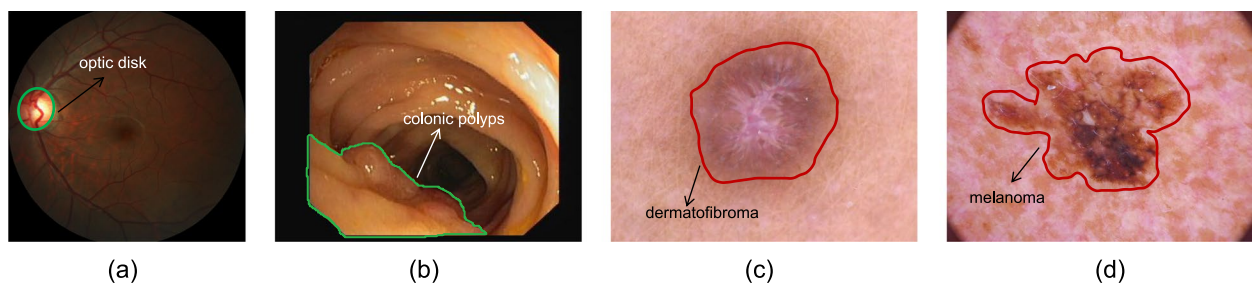 optic disk
colonic polyps
dermatofibroma
melanoma
(a)
(b)
(c)
(d)